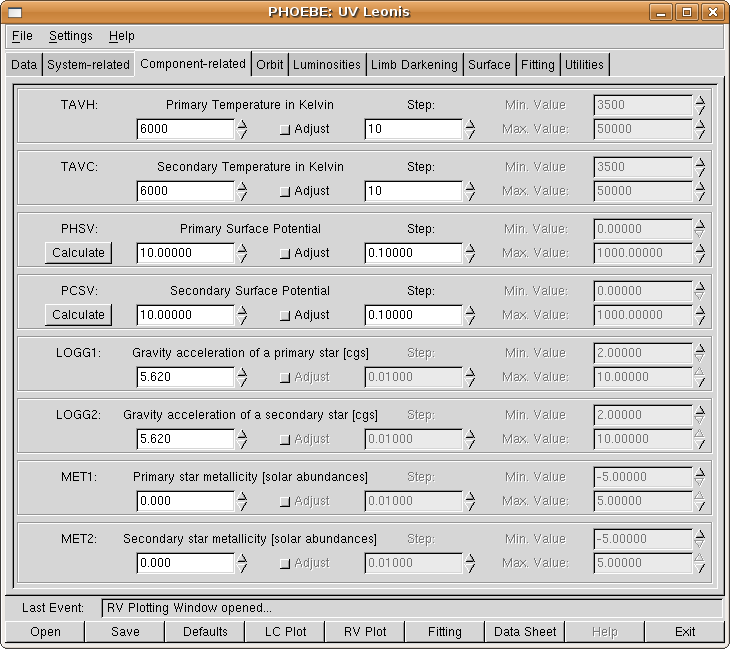 PHOEBE: UV Leonis
File Settings Help
Data System-related Component-related Orbit Luminosities Limb Darkening Surface Fitting Utilities
TAVH: Primary Temperature in Kelvin Step: Min. Value 3500
6000 Adjust 10 Max. Value: 50000
TAVC: Secondary Temperature in Kelvin Step: Min. Value 3500
6000 Adjust 10 Max. Value: 50000
PHSV: Primary Surface Potential Step: Min. Value: 0.00000
Calculate 10.00000 Adjust 0.10000 Max. Value: 1000.00000
PCSV: Secondary Surface Potential Step: Min. Value: 0.00000
Calculate 10.00000 Adjust 0.10000 Max. Value: 1000.00000
LOGG1: Gravity acceleration of a primary star [cgs] Step: Min. Value 2.00000
5.620 Adjust 0.01000 Max. Value: 10.00000
LOGG2: Gravity acceleration of a secondary star [cgs] Step: Min. Value 2.00000
5.620 Adjust 0.01000 Max. Value: 10.00000
MET1: Primary star metallicity [solar abundances] Step: Min. Value -5.00000
0.000 Adjust 0.01000 Max. Value: 5.00000
MET2: Secondary star metallicity [solar abundances] Step: Min. Value -5.00000
0.000 Adjust 0.01000 Max. Value: 5.00000
Last Event: RV Plotting Window opened...
Open Save Defaults LC Plot RV Plot Fitting Data Sheet Help Exit